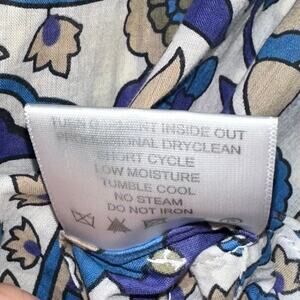 TURN GARMENT INSIDE OUT
PROFESSIONAL DRYCLEAN
SHORT CYCLE
LOW MOISTURE
TUMBLE COOL
NO STEAM
DO NOT IRON